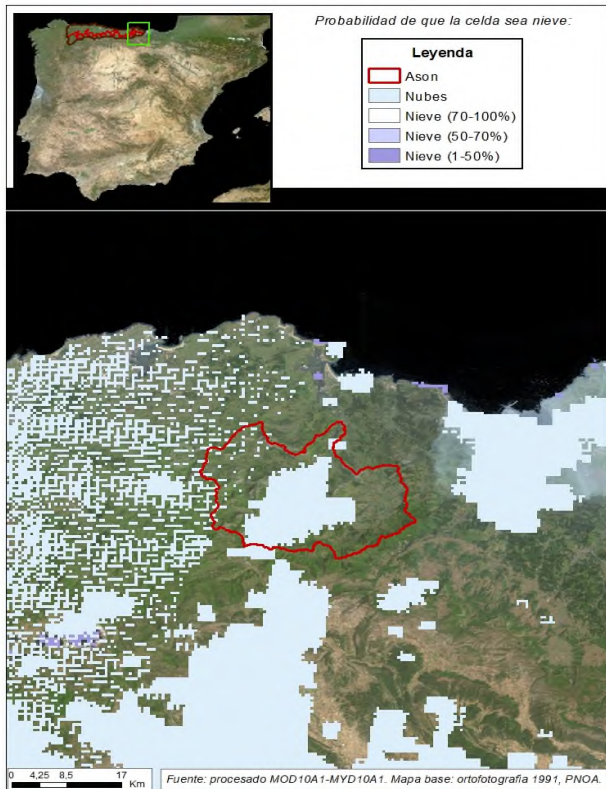 Probabilidad de que la celda sea nieve:
Leyenda
Ason
Nubes
Nieve (70-100%)
Nieve (50-70%)
Nieve (1-50%)
0 4,25 8,5 17
Km
Fuente: procesado MOD10A1-MYD10A1. Mapa base: ortofotografia 1991, PNOA.